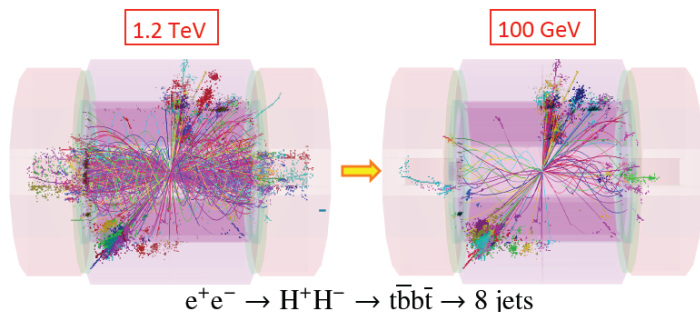 1.2 TeV
100 GeV
e⁺e⁻ → H⁺H⁻ → tb̅bt̅ → 8 jets